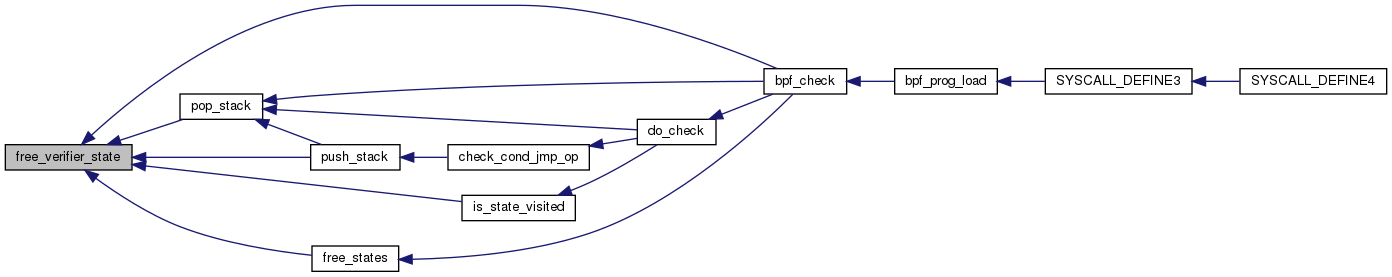 free_verifier_state
pop_stack
push_stack
check_cond_jmp_op
is_state_visited
free_states
do_check
bpf_check
bpf_prog_load
SYSCALL_DEFINE3
SYSCALL_DEFINE4